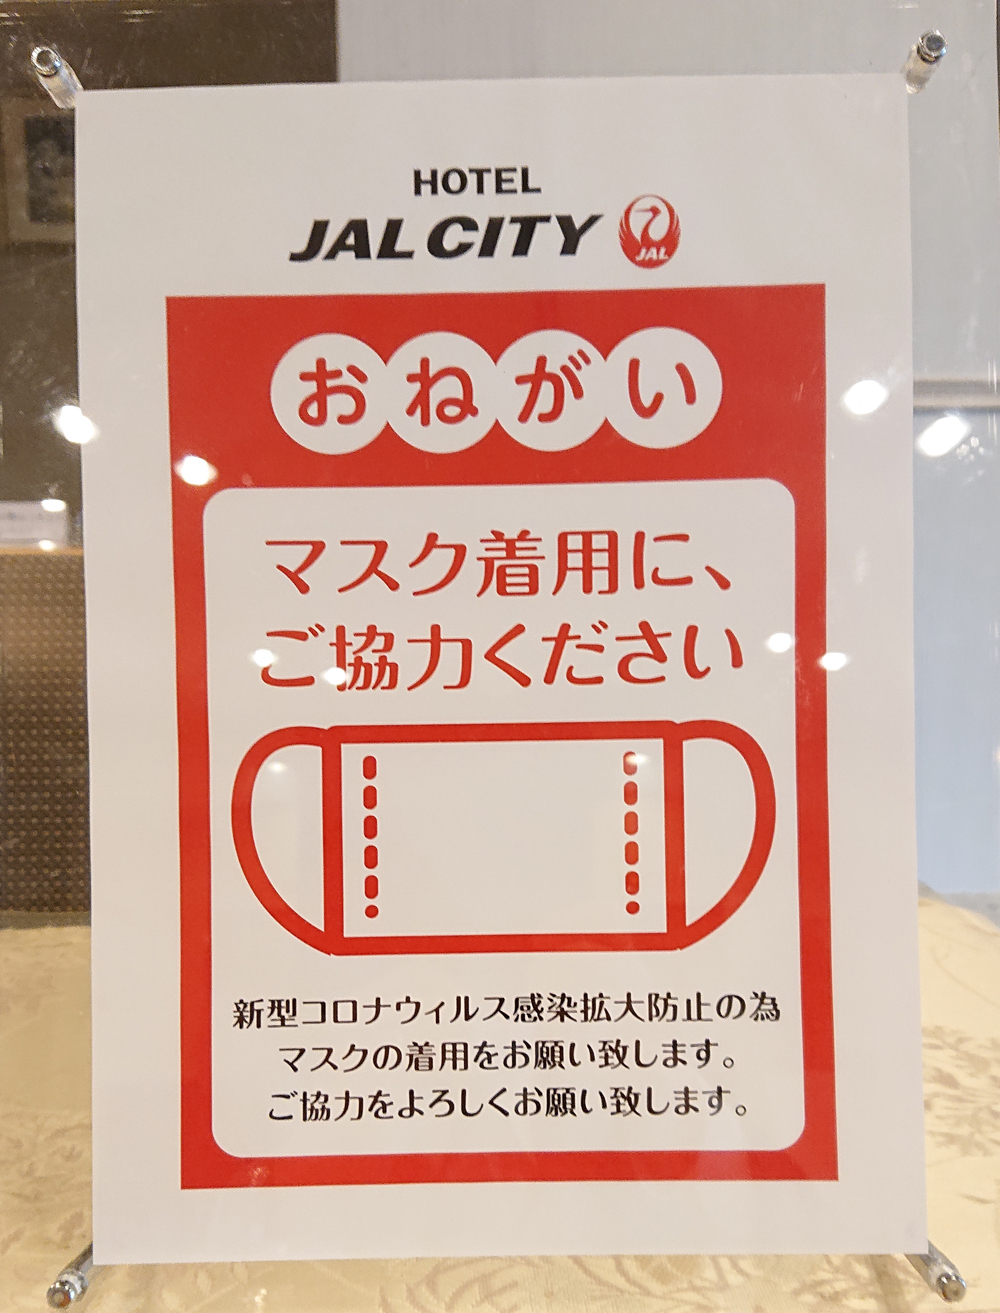 HOTEL
JAL CITY
JAL
おねがい
マスク着用に、
ご協力ください
新型コロナウィルス感染拡大防止の為
マスクの着用をお願い致します。
ご協力をよろしくお願い致します。